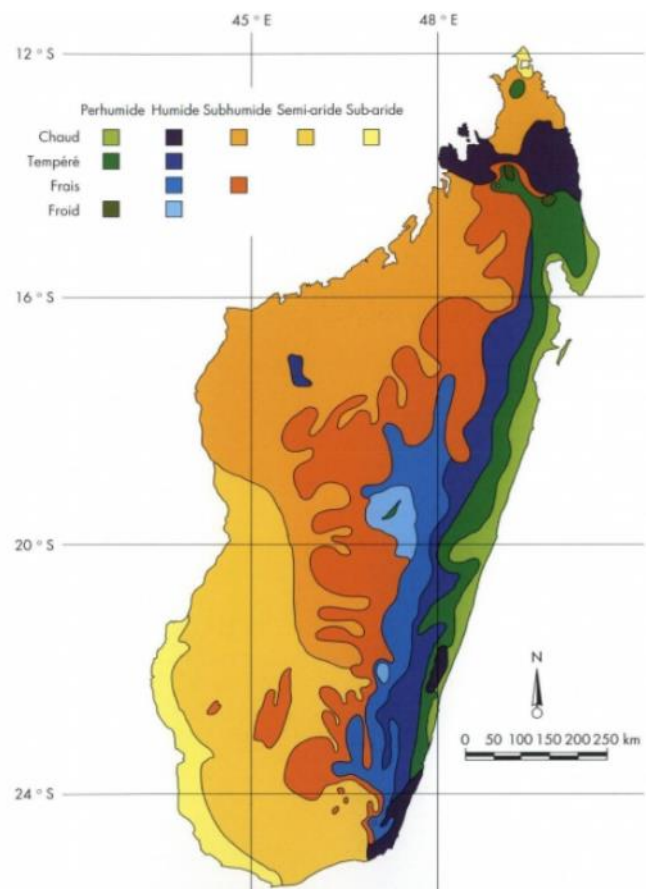 45 ° E 48 ° E
12 ° S
Perhumide Humide Subhumide Semi-aride Sub-aride
Chaud
Tempéré
Frais
Froid
16 ° S
20 ° S
N
0 50 100 150 200 250 km
24 ° S